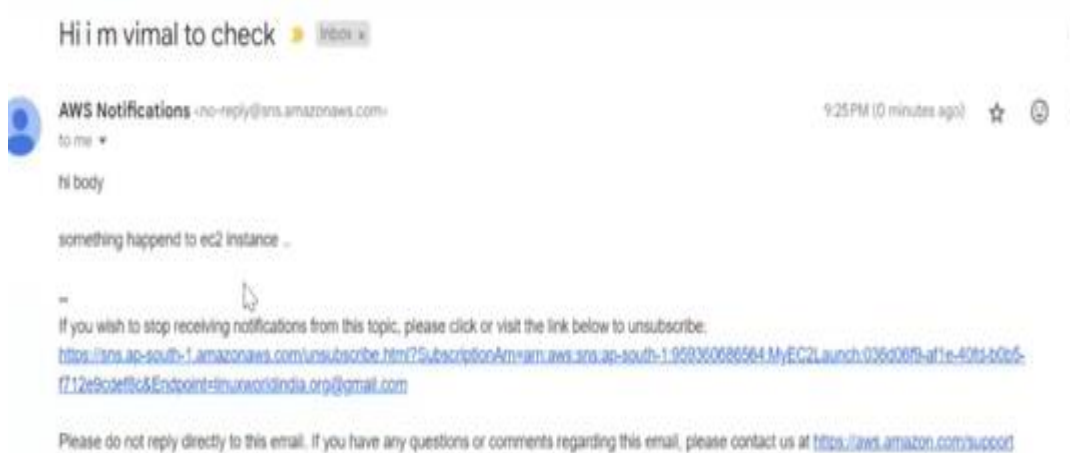 Hi i m vimal to check Inbox x
AWS Notifications <no-reply@sns.amazonaws.com>
9:25 PM (0 minutes ago)
to me
hi body
something happend to ec2 instance ..
--
If you wish to stop receiving notifications from this topic, please click or visit the link below to unsubscribe:
https://sns.ap-south-1.amazonaws.com/unsubscribe.html?SubscriptionArn=arn:aws:sns:ap-south-1:959360686564:MyEC2Launch:
Please do not reply directly to this email. If you have any questions or comments regarding this email, please contact us at https://aws.amazon.com/support